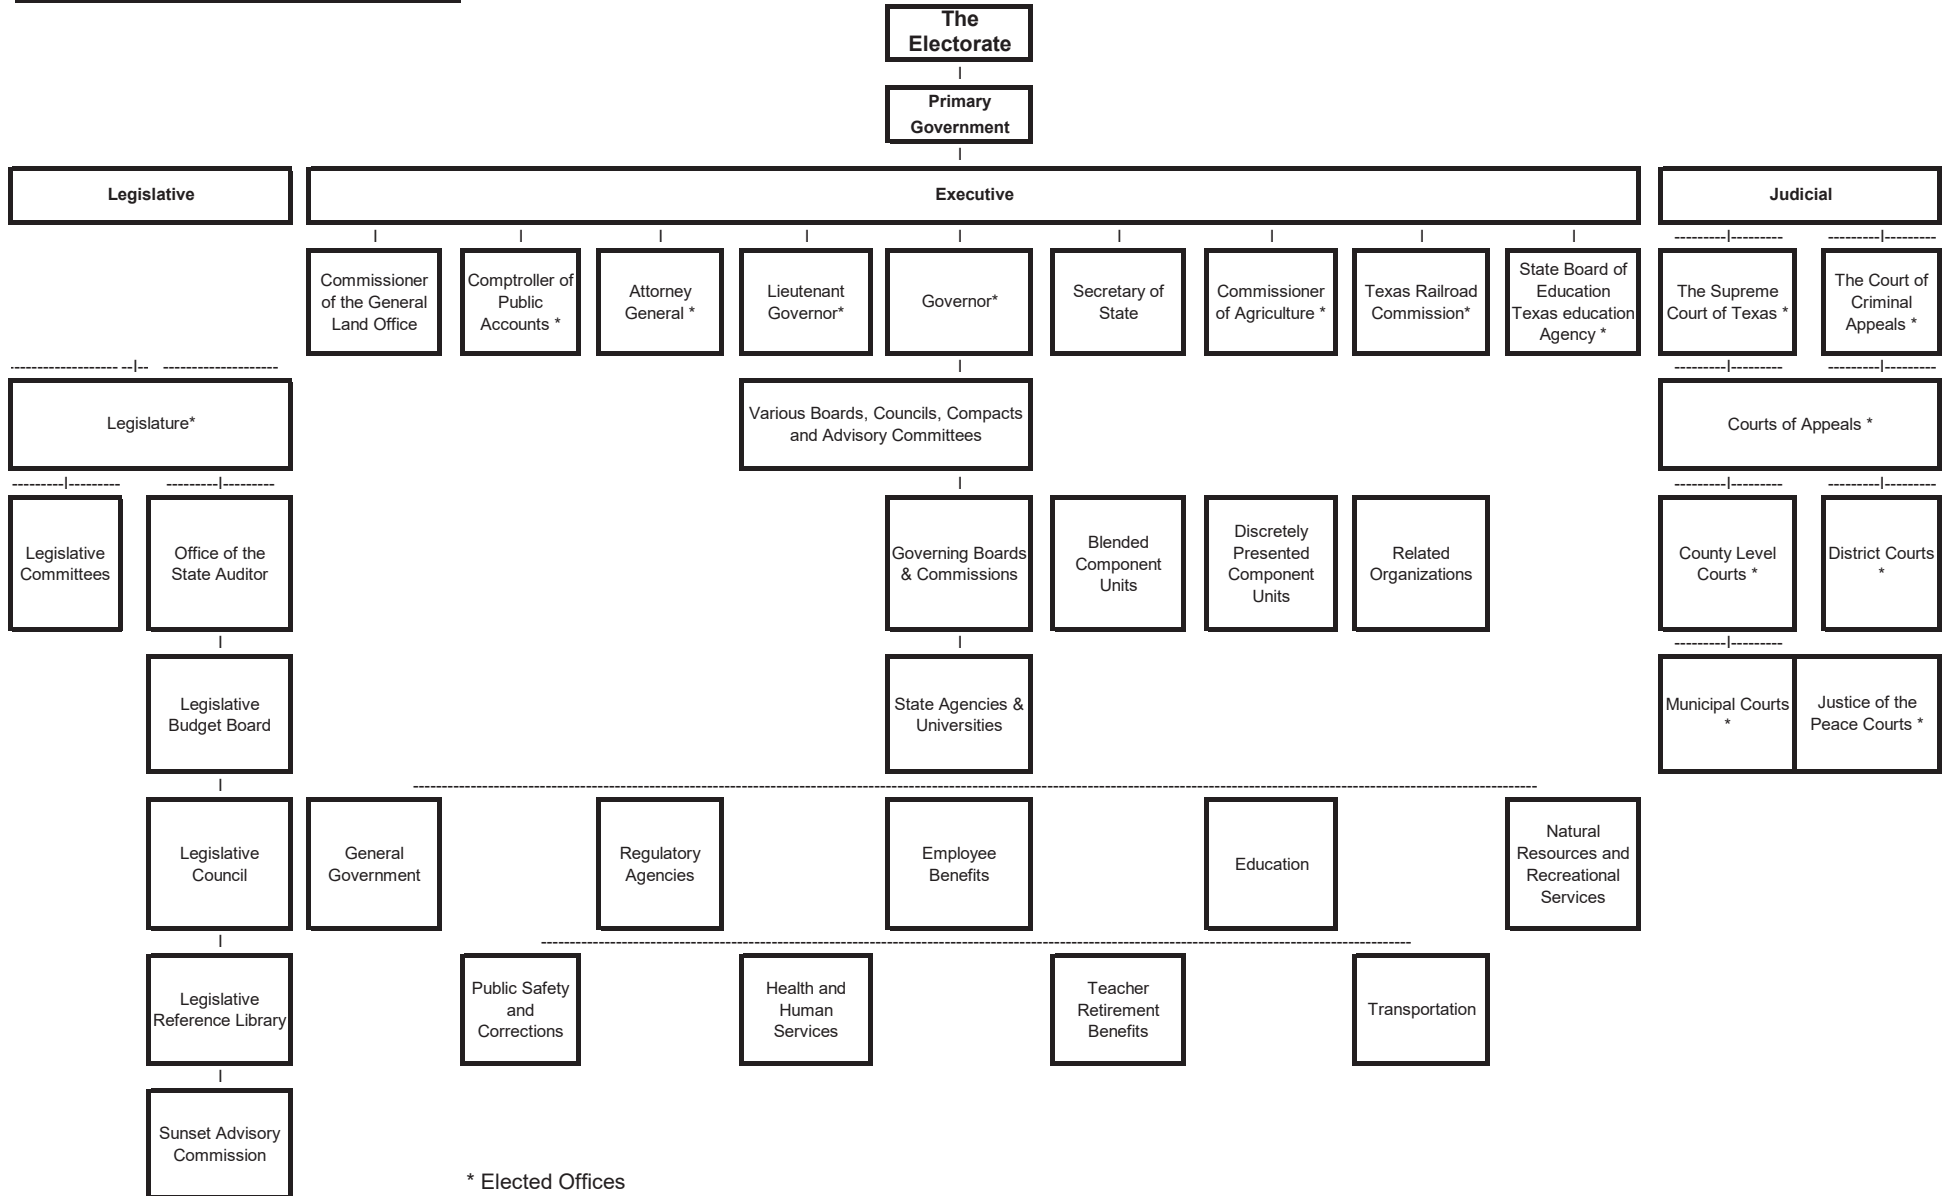 The
Electorate
Primary
Government
Legislative
Executive
Judicial
Commissioner
of the General
Land Office
Comptroller of
Public
Accounts *
Attorney
General *
Lieutenant
Governor*
Governor*
Secretary of
State
Commissioner
of Agriculture *
Texas Railroad
Commission*
State Board of
Education
Texas education
Agency *
The Supreme
Court of Texas *
The Court of
Criminal
Appeals *
Legislature*
Various Boards, Councils, Compacts
and Advisory Committees
Courts of Appeals *
Legislative
Committees
Office of the
State Auditor
Governing Boards
& Commissions
Blended
Component
Units
Discretely
Presented
Component
Units
Related
Organizations
County Level
Courts *
District Courts
*
Legislative
Budget Board
State Agencies &
Universities
Municipal Courts
*
Justice of the
Peace Courts *
Legislative
Council
General
Government
Regulatory
Agencies
Employee
Benefits
Education
Natural
Resources and
Recreational
Services
Legislative
Reference Library
Public Safety
and
Corrections
Health and
Human
Services
Teacher
Retirement
Benefits
Transportation
Sunset Advisory
Commission
* Elected Offices